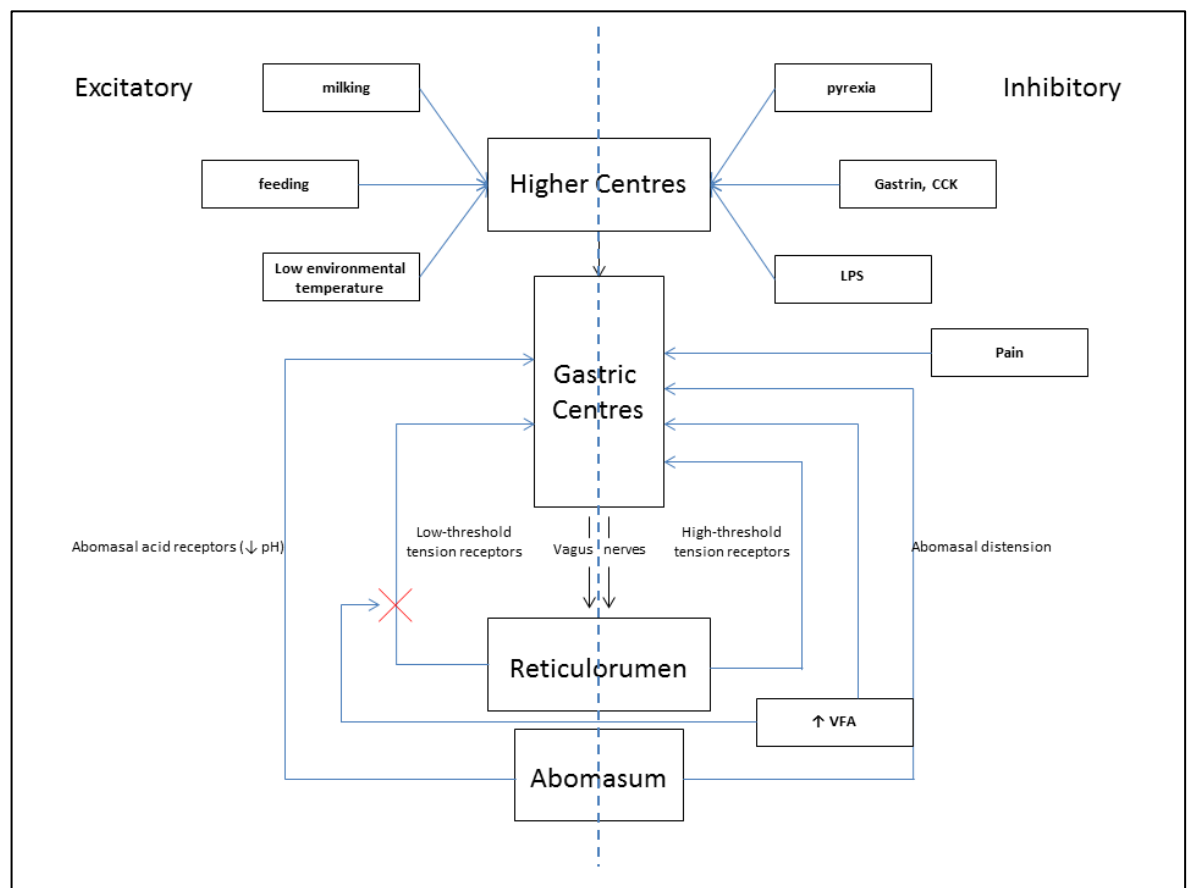 Excitatory
milking
pyrexia
Inhibitory
Higher Centres
feeding
Gastrin, CCK
Low environmental
temperature
LPS
Pain
Gastric
Centres
Abomasal acid receptors (↓ pH)
Low-threshold
tension receptors
Vagus nerves
High-threshold
tension receptors
Abomasal distension
Reticulorumen
↑ VFA
Abomasum